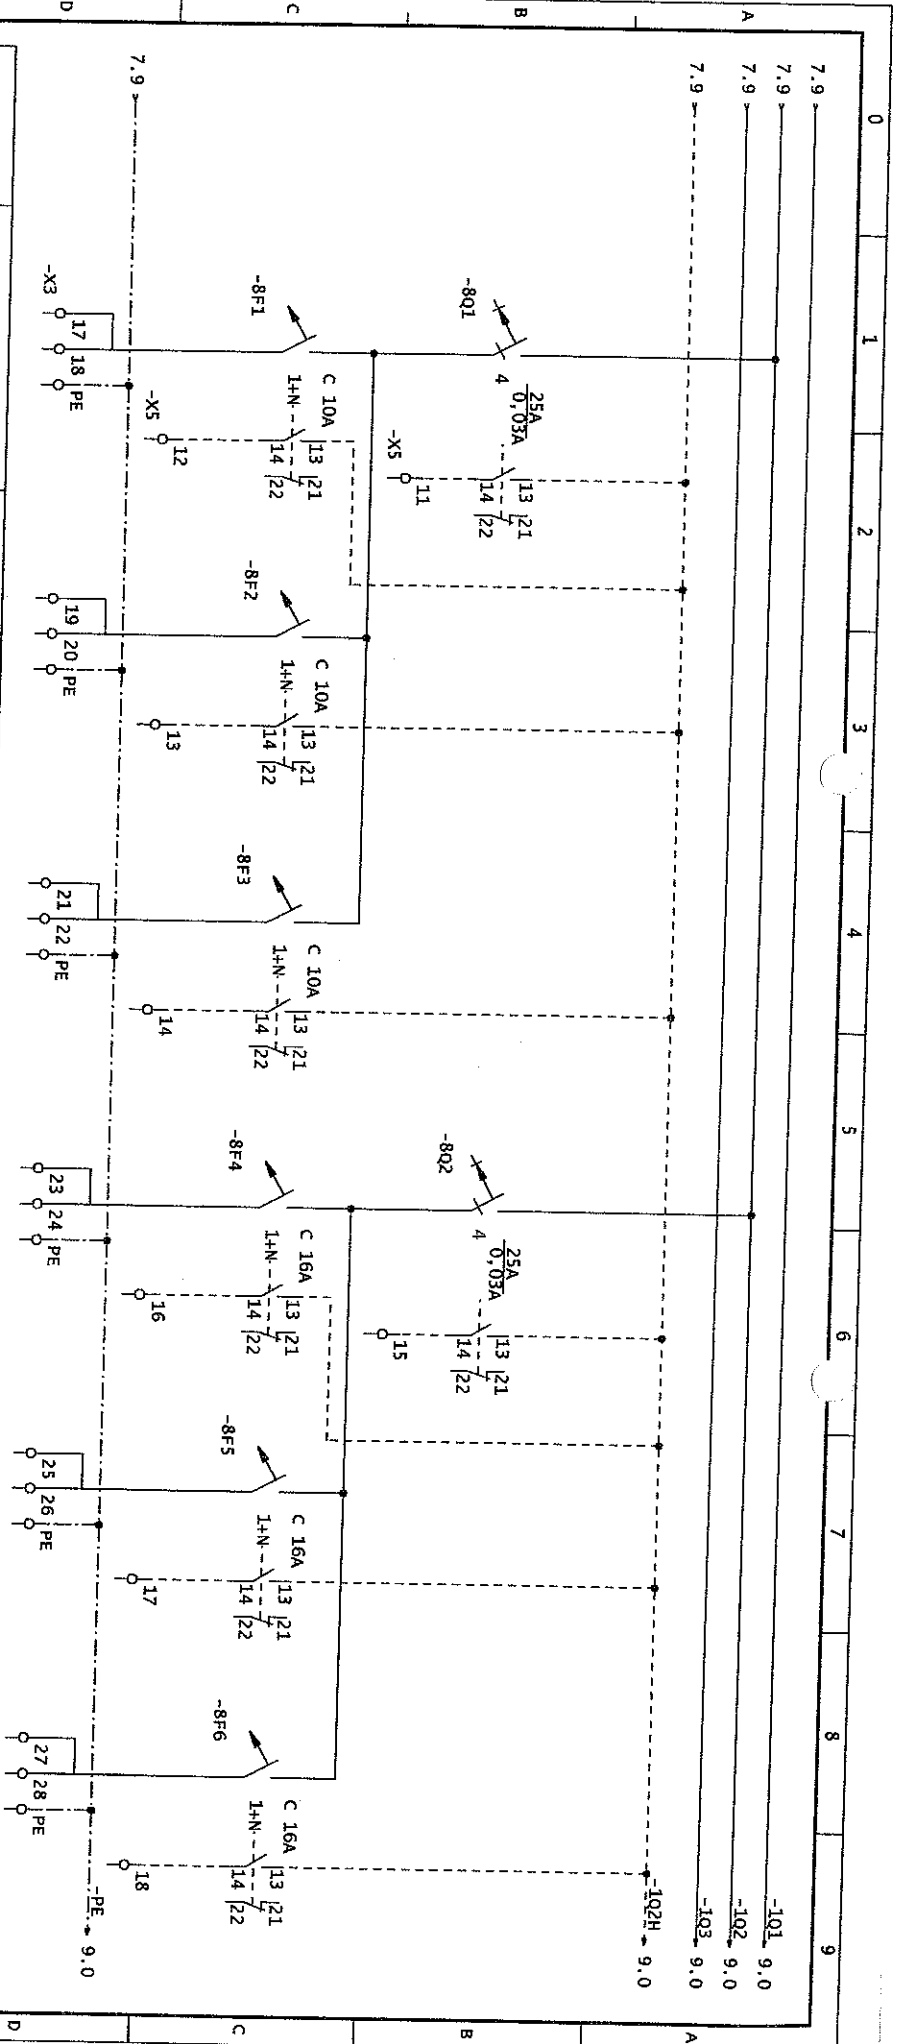 0 1 2 3 4 5 6 7 8 9
A
B
C
D
A
B
C
D
7.9
7.9
7.9
7.9
7.9
-1Q1 9.0
-1Q2 9.0
-1Q3 9.0
-1Q2H 9.0
-PE 9.0
-8Q1
4
25A
0,03A
13 21
14 22
-X5
11
-8Q2
4
25A
0,03A
13 21
14 22
15
-8F1
C 10A
1+N
13 21
14 22
-X5
12
-8F2
C 10A
1+N
13 21
14 22
13
-8F3
C 10A
1+N
13 21
14 22
14
-8F4
C 16A
1+N
13 21
14 22
16
-8F5
C 16A
1+N
13 21
14 22
17
-8F6
C 16A
1+N
13 21
14 22
18
-X3
17 18 PE
19 20 PE
21 22 PE
23 24 PE
25 26 PE
27 28 PE